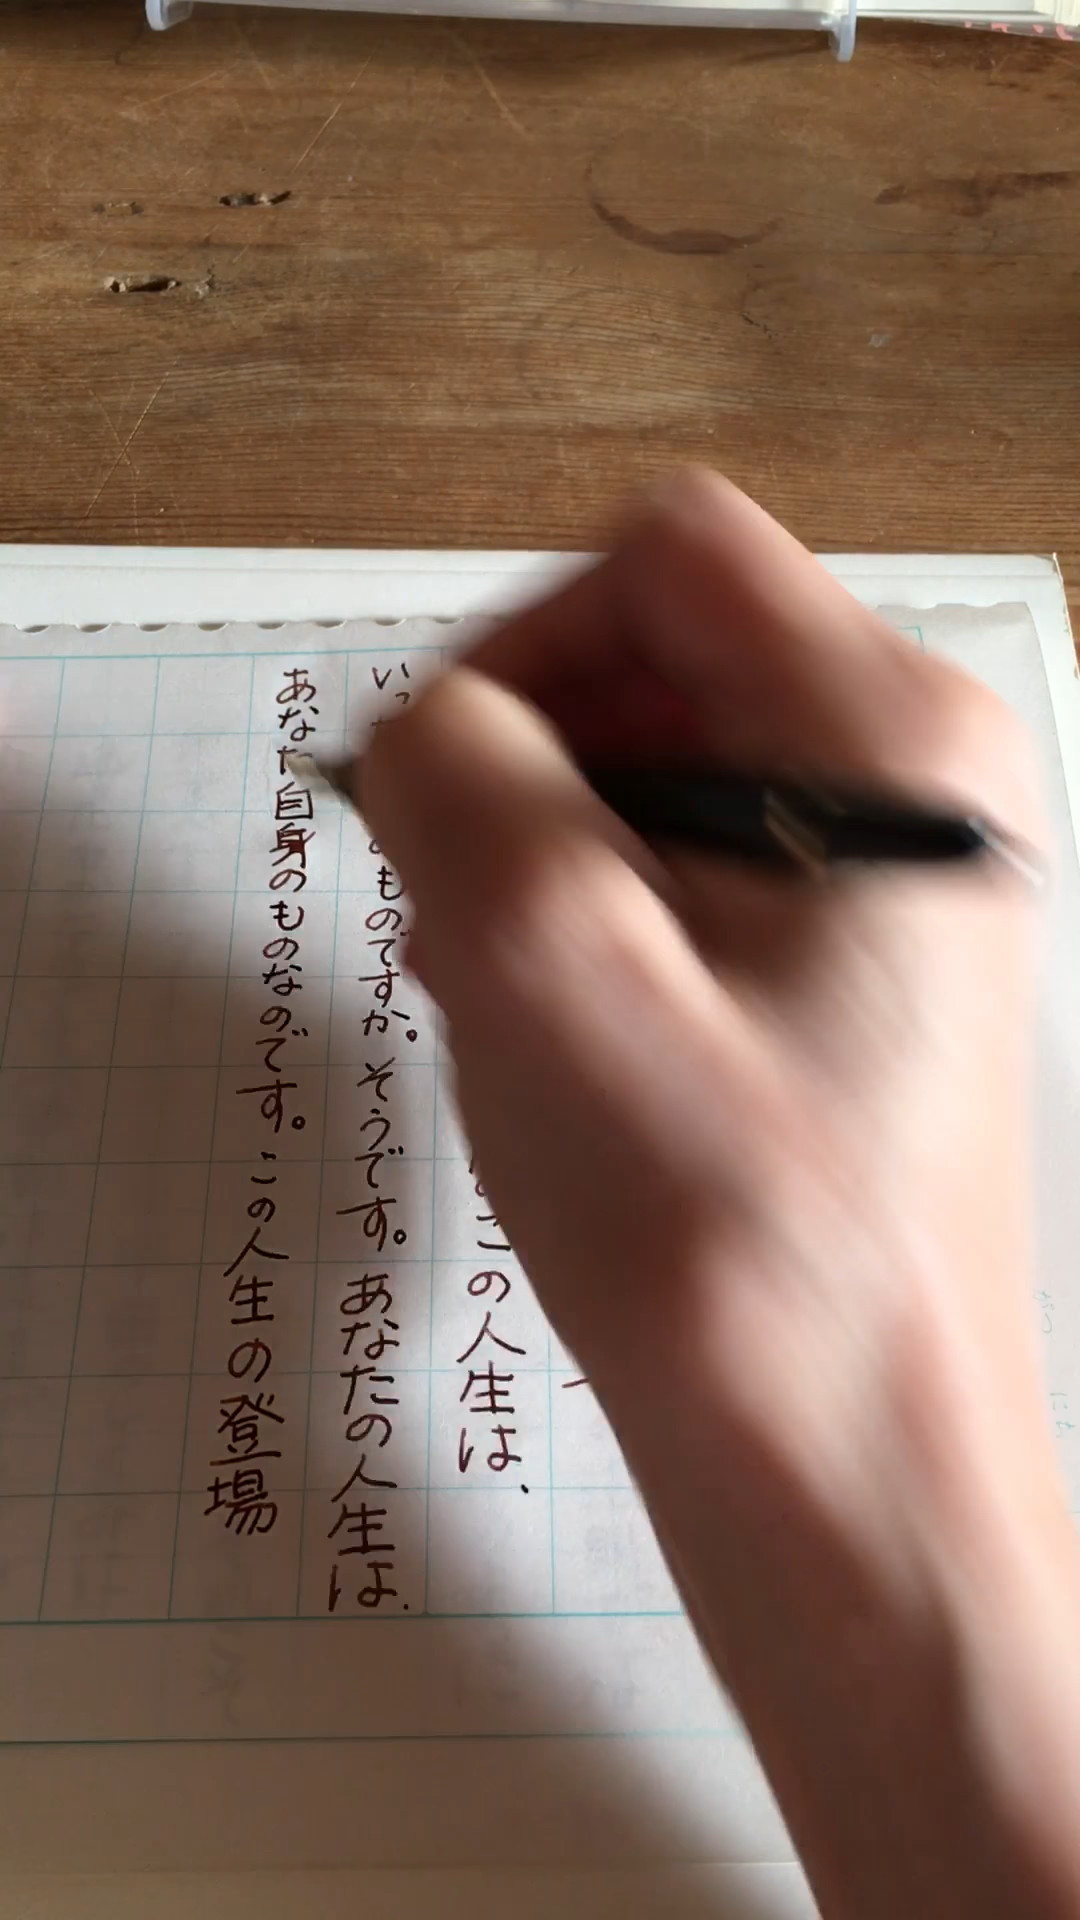 この人生は、
いっ ものですか。そうです。あなたの人生は、
あなた自身のものなのです。この人生の登場